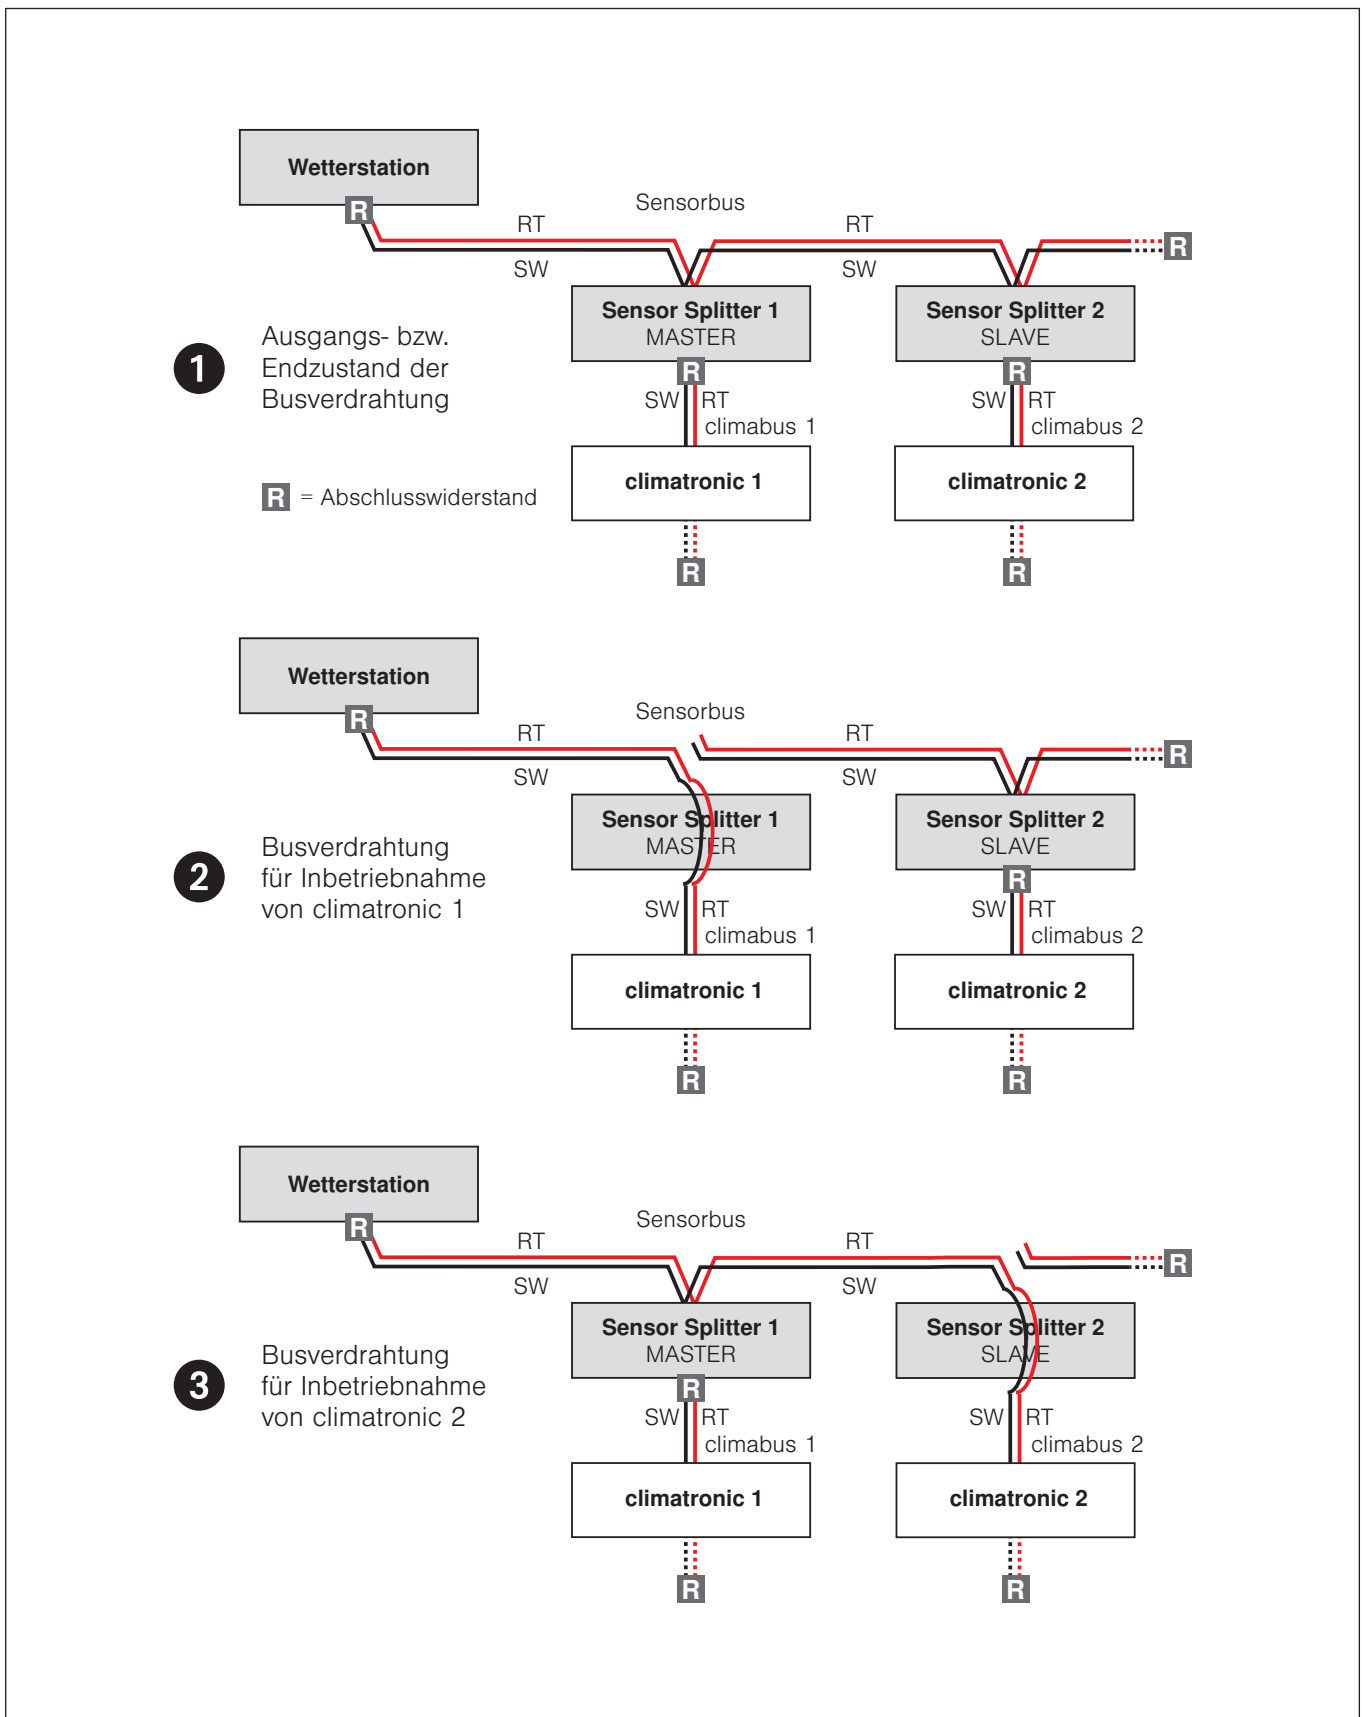 Wetterstation
R
Sensorbus
RT
RT
SW
SW
R
Sensor Splitter 1
MASTER
Sensor Splitter 2
SLAVE
1
Ausgangs- bzw.
Endzustand der
Busverdrahtung
R
R
SW RT
climabus 1
SW RT
climabus 2
climatronic 1
climatronic 2
R = Abschlusswiderstand
R
R
Wetterstation
R
Sensorbus
RT
RT
SW
SW
R
Sensor Splitter 1
MASTER
Sensor Splitter 2
SLAVE
2
Busverdrahtung
für Inbetriebnahme
von climatronic 1
R
SW RT
climabus 1
SW RT
climabus 2
climatronic 1
climatronic 2
R
R
Wetterstation
R
Sensorbus
RT
RT
SW
SW
R
Sensor Splitter 1
MASTER
Sensor Splitter 2
SLAVE
3
Busverdrahtung
für Inbetriebnahme
von climatronic 2
R
SW RT
climabus 1
SW RT
climabus 2
climatronic 1
climatronic 2
R
R